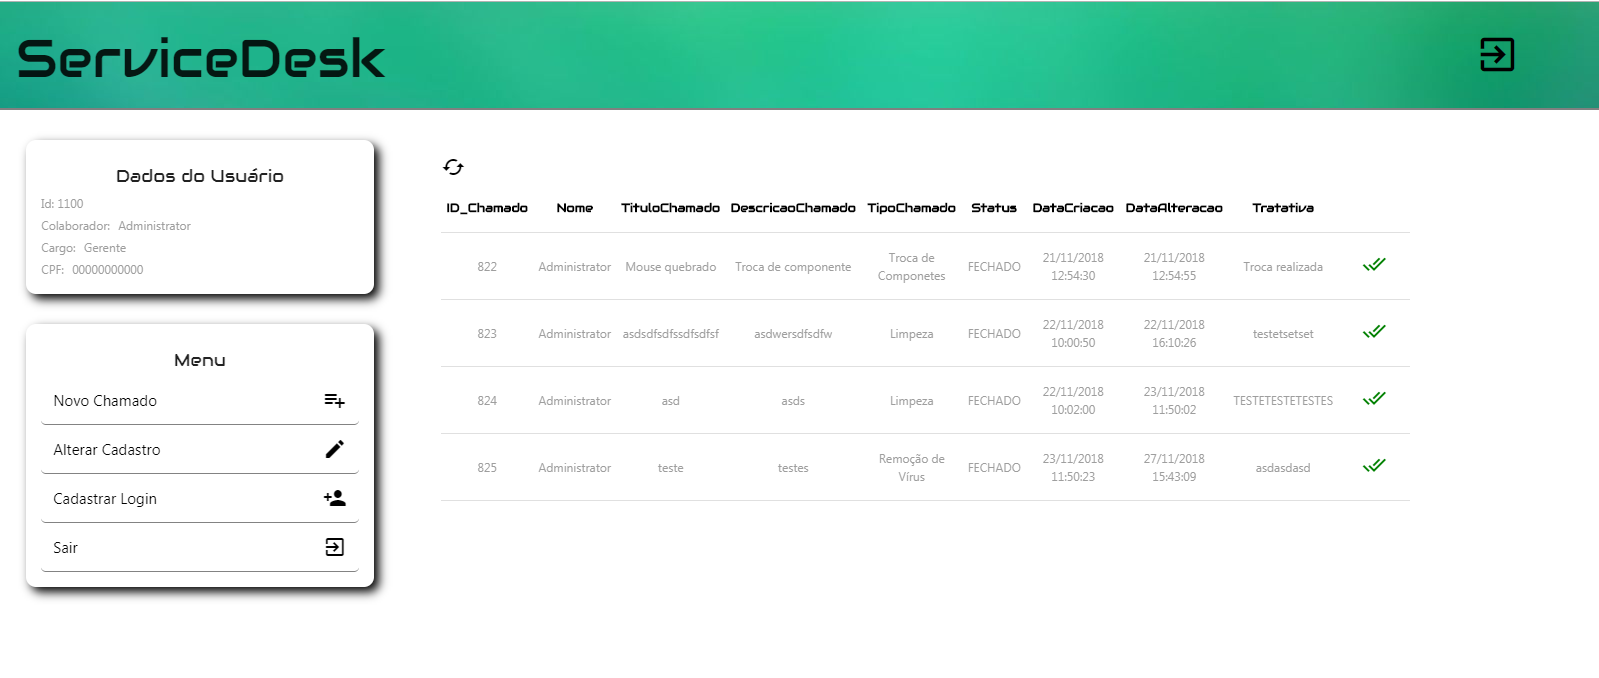 ServiceDesk
Dados do Usuário
Id: 1100
Colaborador: Administrator
Cargo: Gerente
CPF: 00000000000
Menu
Novo Chamado
Alterar Cadastro
Cadastrar Login
Sair
ID_Chamado Nome TituloChamado DescricaoChamado TipoChamado Status DataCriacao DataAlteracao Tratativa
822 Administrator Mouse quebrado Troca de componente Troca de Componetes FECHADO 21/11/2018 12:54:30 21/11/2018 12:54:55 Troca realizada
823 Administrator asdsdfsdfssdfsdfsf asdwersdfsdfw Limpeza FECHADO 22/11/2018 10:00:50 22/11/2018 16:10:26 testetsetset
824 Administrator asd asds Limpeza FECHADO 22/11/2018 10:02:00 23/11/2018 11:50:02 TESTETESTETESTES
825 Administrator teste testes Remoção de Vírus FECHADO 23/11/2018 11:50:23 27/11/2018 15:43:09 asdasdasd